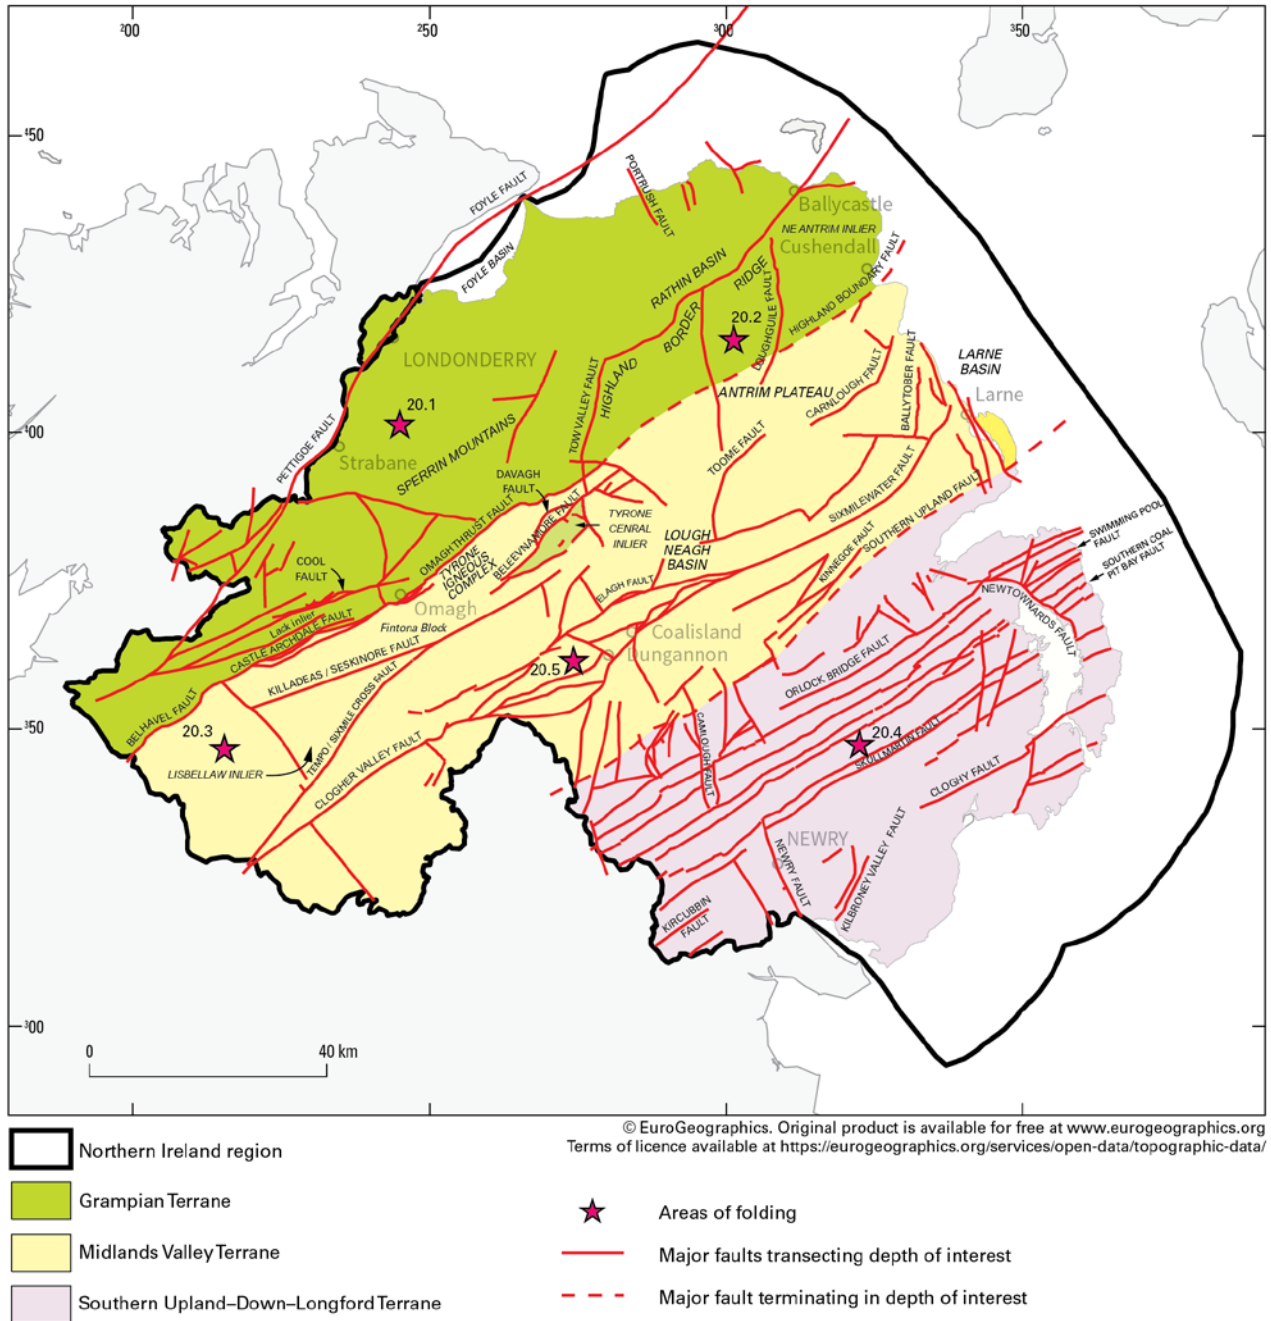 200
250
300
350
450
400
350
300
FOYLE FAULT
PORTRUSH FAULT
Ballycastle
NE ANTRIM INLIER
Cushendall
FOYLE BASIN
RATHIN BASIN
HIGHLAND BORDER RIDGE
LOUGHGUILE FAULT
HIGHLAND BOUNDARY FAULT
20.2
LONDONDERRY
TOW VALLEY FAULT
ANTRIM PLATEAU
CARNLOUGH FAULT
BALLYTOBER FAULT
LARNE
BASIN
Larne
20.1
PETTIGOE FAULT
SPERRIN MOUNTAINS
Strabane
TOOME FAULT
DAVAGH
FAULT
SIXMILEWATER FAULT
SOUTHERN UPLAND FAULT
OMAGH THRUST FAULT
BELEEVNAMORE FAULT
TYRONE
CENRAL
INLIER
TYRONE
IGNEOUS
COMPLEX
LOUGH
NEAGH
BASIN
KINNEGOE FAULT
SWIMMING POOL
FAULT
SOUTHERN COAL
PIT BAY FAULT
COOL
FAULT
ELAGH FAULT
NEWTOWNARDS FAULT
Omagh
Lack inlier
Fintona Block
CASTLE ARCHDALE FAULT
Coalisland
Dungannon
KILLADEAS / SESKINORE FAULT
20.5
ORLOCK BRIDGE FAULT
BELHAVEL FAULT
TEMPO / SIXMILE CROSS FAULT
20.3
LISBELLAW INLIER
CLOGHER VALLEY FAULT
CAMLOUGH FAULT
20.4
SKULLMARTIN FAULT
CLOGHY FAULT
NEWRY
NEWRY FAULT
KILBRONEY VALLEY FAULT
KIRCUBBIN
FAULT
0 40 km
© EuroGeographics. Original product is available for free at www.eurogeographics.org
Terms of licence available at https://eurogeographics.org/services/open-data/topographic-data/
Northern Ireland region
Grampian Terrane
Midlands Valley Terrane
Southern Upland–Down–Longford Terrane
Areas of folding
Major faults transecting depth of interest
Major fault terminating in depth of interest